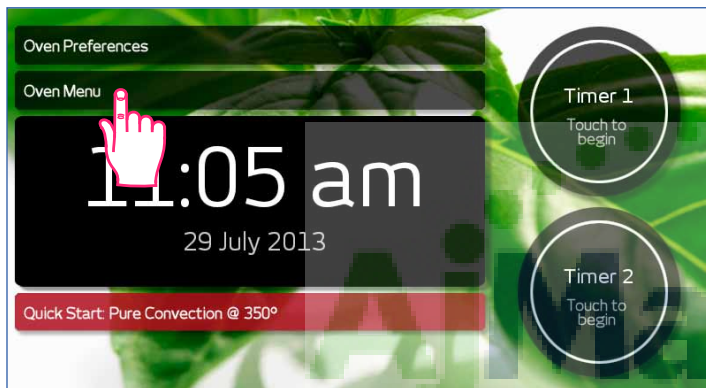 Oven Preferences
Oven Menu
11:05 am
29 July 2013
Quick Start: Pure Convection @ 350°
Timer 1
Touch to
begin
Timer 2
Touch to
begin